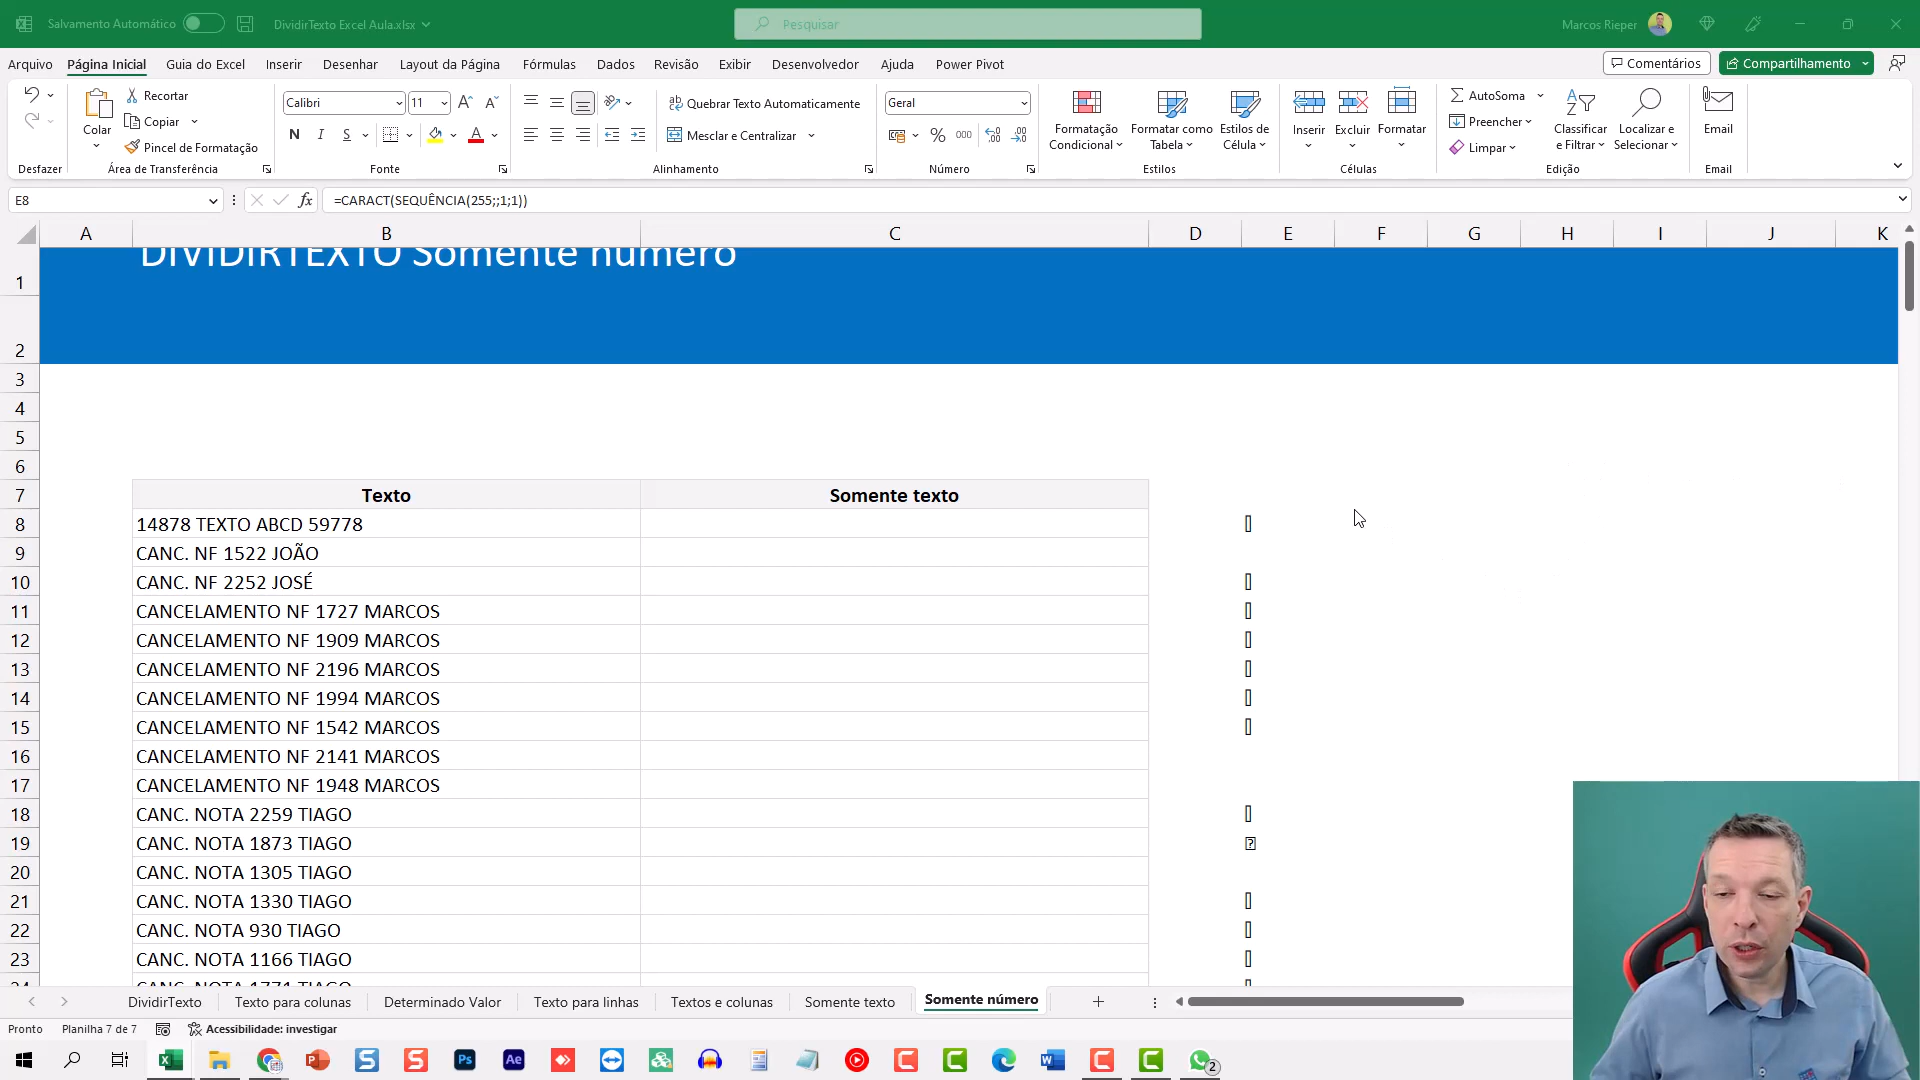 Salvamento Automático
DividirTexto Excel Aula.xlsx
Pesquisar
Marcos Rieper
Arquivo Página Inicial Guia do Excel Inserir Desenhar Layout da Página Fórmulas Dados Revisão Exibir Desenvolvedor Ajuda Power Pivot
Comentários
Compartilhamento
Desfazer
Colar
Recortar
Copiar
Pincel de Formatação
Área de Transferência
Calibri
11
N I S
Fonte
Quebrar Texto Automaticamente
Mesclar e Centralizar
Alinhamento
Geral
% 000
Número
Formatação Condicional
Formatar como Tabela
Estilos de Célula
Estilos
Inserir
Excluir
Formatar
Células
AutoSoma
Preencher
Limpar
Classificar e Filtrar
Localizar e Selecionar
Edição
Email
Email
E8
fx
=CARACT(SEQUÊNCIA(255;;1;1))
A B C D E F G H I J K
DIVIDIRTEXTO Somente número
1
2
3
4
5
6
7 Texto Somente texto
8 14878 TEXTO ABCD 59778
9 CANC. NF 1522 JOÃO
10 CANC. NF 2252 JOSÉ
11 CANCELAMENTO NF 1727 MARCOS
12 CANCELAMENTO NF 1909 MARCOS
13 CANCELAMENTO NF 2196 MARCOS
14 CANCELAMENTO NF 1994 MARCOS
15 CANCELAMENTO NF 1542 MARCOS
16 CANCELAMENTO NF 2141 MARCOS
17 CANCELAMENTO NF 1948 MARCOS
18 CANC. NOTA 2259 TIAGO
19 CANC. NOTA 1873 TIAGO
20 CANC. NOTA 1305 TIAGO
21 CANC. NOTA 1330 TIAGO
22 CANC. NOTA 930 TIAGO
23 CANC. NOTA 1166 TIAGO
24 CANC. NOTA 1771 TIAGO
DividirTexto Texto para colunas Determinado Valor Texto para linhas Textos e colunas Somente texto Somente número
Pronto Planilha 7 de 7 Acessibilidade: investigar
Ps
Ae
2